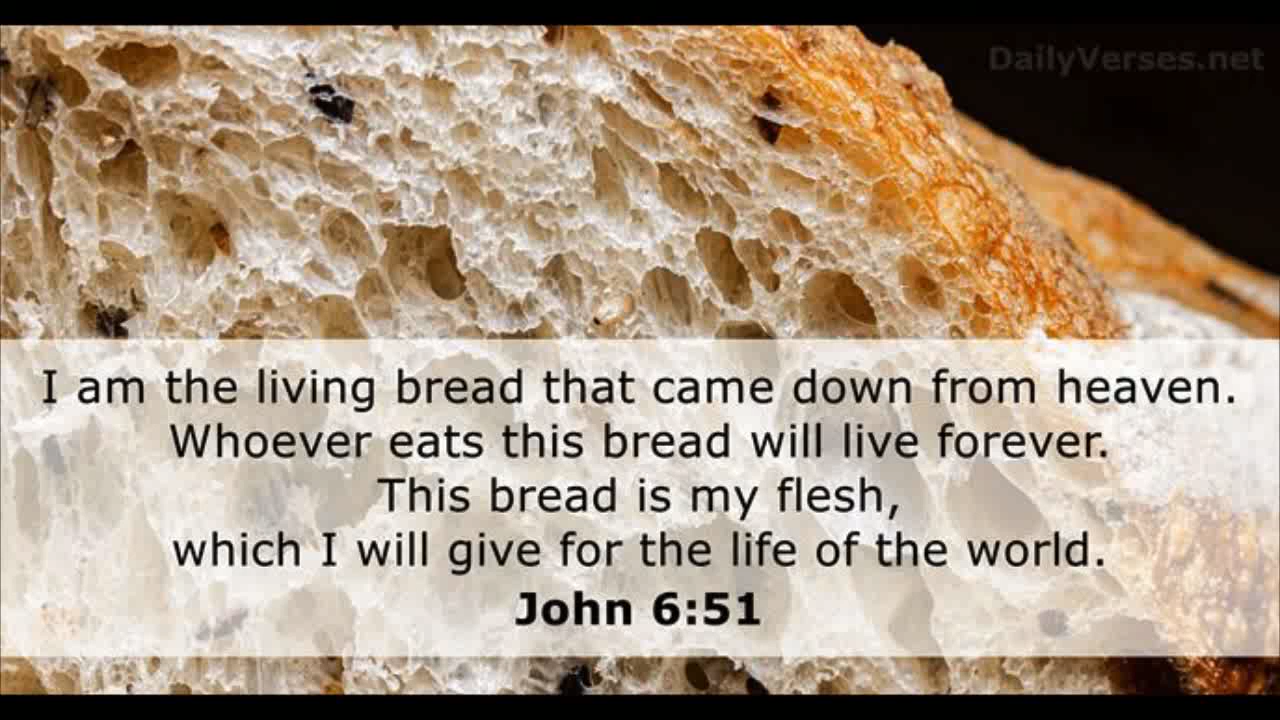 DailyVerses.net
I am the living bread that came down from heaven.
Whoever eats this bread will live forever.
This bread is my flesh,
which I will give for the life of the world.
John 6:51